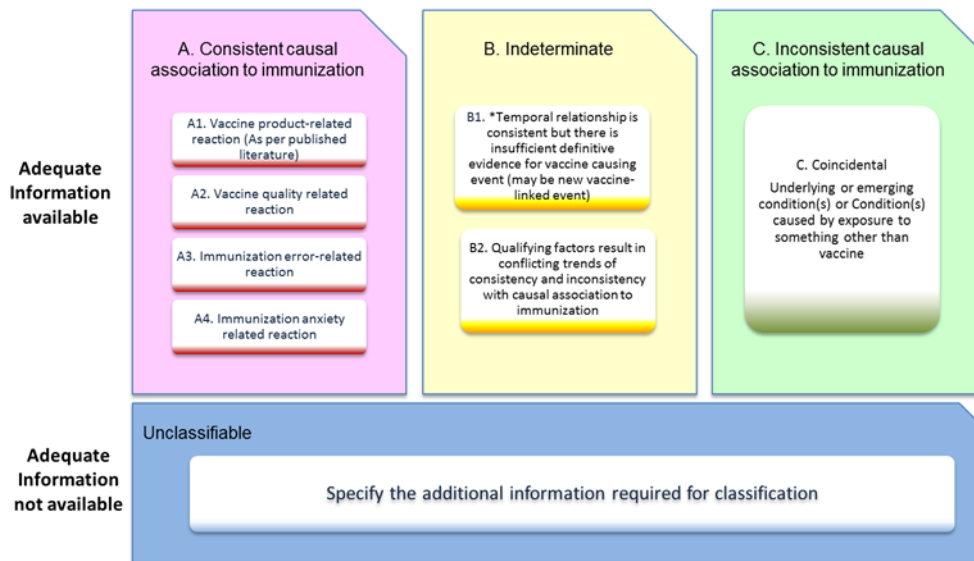 A. Consistent causal
association to immunization
B. Indeterminate
C. Inconsistent causal
association to immunization
Adequate
Information
available
A1. Vaccine product-related
reaction (As per published
literature)
A2. Vaccine quality related
reaction
A3. Immunization error-related
reaction
A4. Immunization anxiety
related reaction
B1. *Temporal relationship is
consistent but there is
insufficient definitive
evidence for vaccine causing
event (may be new vaccine-
linked event)
B2. Qualifying factors result in
conflicting trends of
consistency and inconsistency
with causal association to
immunization
C. Coincidental
Underlying or emerging
condition(s) or Condition(s)
caused by exposure to
something other than
vaccine
Adequate
Information
not available
Unclassifiable
Specify the additional information required for classification